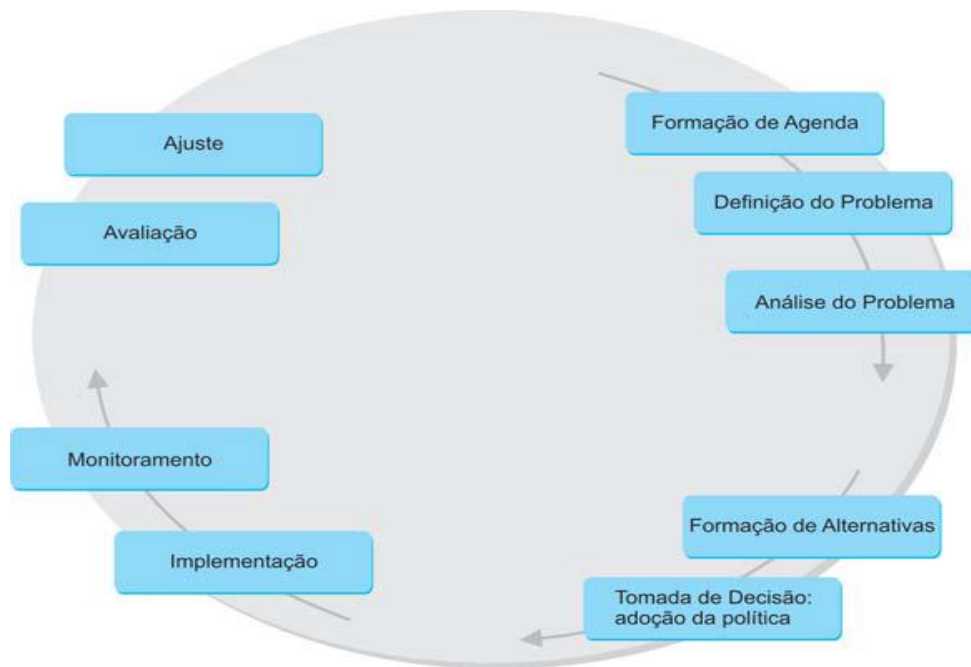 Formação de Agenda
Definição do Problema
Análise do Problema
Formação de Alternativas
Tomada de Decisão:
adoção da política
Implementação
Monitoramento
Avaliação
Ajuste